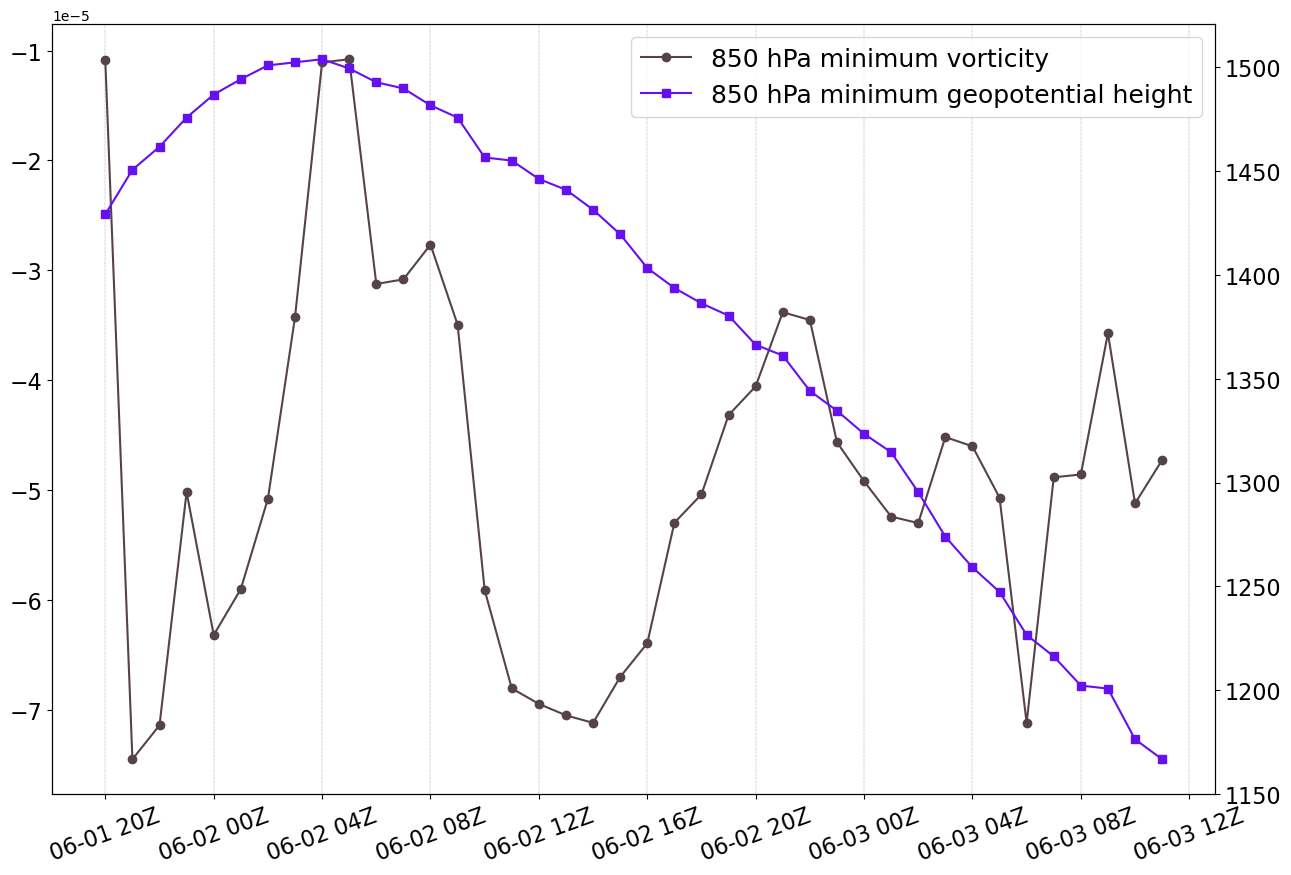 1e−5
850 hPa minimum vorticity
850 hPa minimum geopotential height
−1
−2
−3
−4
−5
−6
−7
1500
1450
1400
1350
1300
1250
1200
1150
06-01 20Z
06-02 00Z
06-02 04Z
06-02 08Z
06-02 12Z
06-02 16Z
06-02 20Z
06-03 00Z
06-03 04Z
06-03 08Z
06-03 12Z